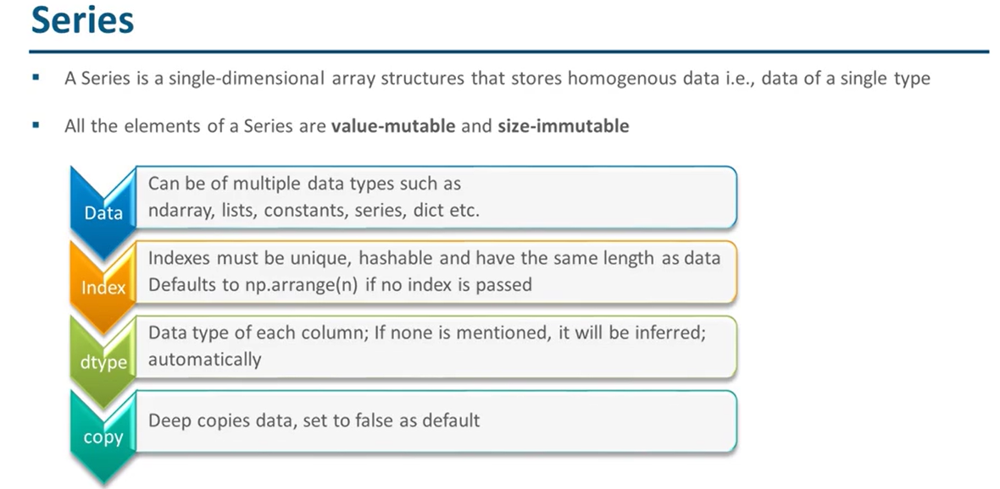 Series
A Series is a single-dimensional array structures that stores homogenous data i.e., data of a single type
All the elements of a Series are value-mutable and size-immutable
Data
Can be of multiple data types such as
ndarray, lists, constants, series, dict etc.
Index
Indexes must be unique, hashable and have the same length as data
Defaults to np.arrange(n) if no index is passed
dtype
Data type of each column; If none is mentioned, it will be inferred;
automatically
copy
Deep copies data, set to false as default